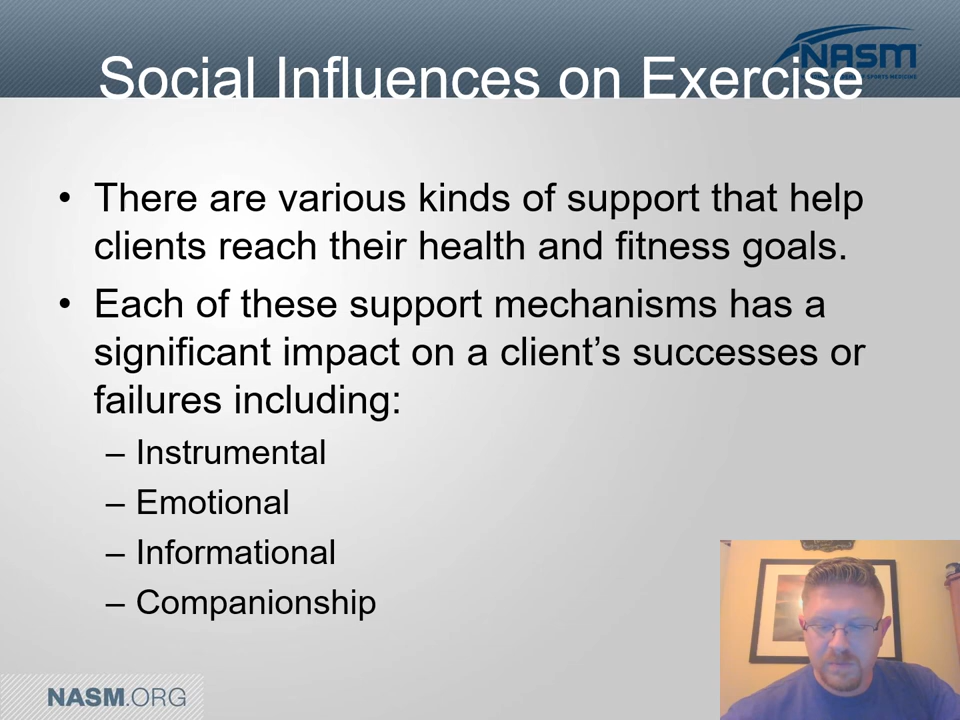 NASM
Social Influences on Exercise
• There are various kinds of support that help
clients reach their health and fitness goals.
• Each of these support mechanisms has a
significant impact on a client’s successes or
failures including:
– Instrumental
– Emotional
– Informational
– Companionship
NASM.ORG